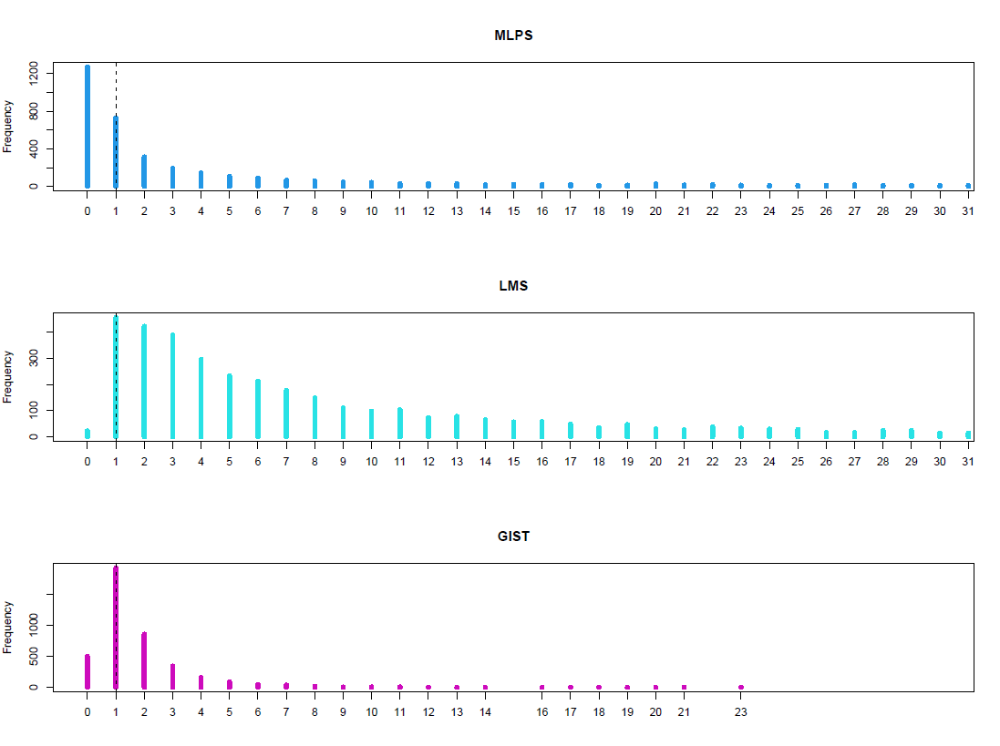 MLPS
Frequency
0 400 800 1200
0 1 2 3 4 5 6 7 8 9 10 11 12 13 14 15 16 17 18 19 20 21 22 23 24 25 26 27 28 29 30 31
LMS
Frequency
0 100 300
0 1 2 3 4 5 6 7 8 9 10 11 12 13 14 15 16 17 18 19 20 21 22 23 24 25 26 27 28 29 30 31
GIST
Frequency
0 500 1000
0 1 2 3 4 5 6 7 8 9 10 11 12 13 14 16 17 18 19 20 21 23